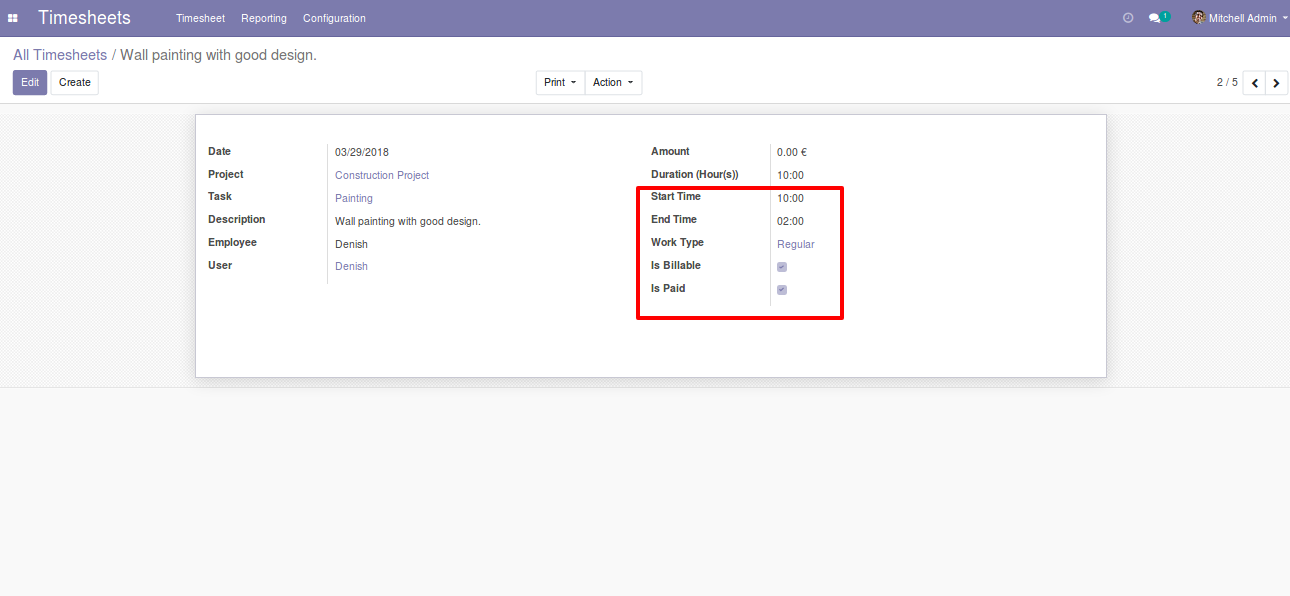 Timesheets Timesheet Reporting Configuration 1 Mitchell Admin
All Timesheets / Wall painting with good design.
Edit Create Print Action 2 / 5
Date 03/29/2018
Project Construction Project
Task Painting
Description Wall painting with good design.
Employee Denish
User Denish
Amount 0.00 €
Duration (Hour(s)) 10:00
Start Time 10:00
End Time 02:00
Work Type Regular
Is Billable
Is Paid